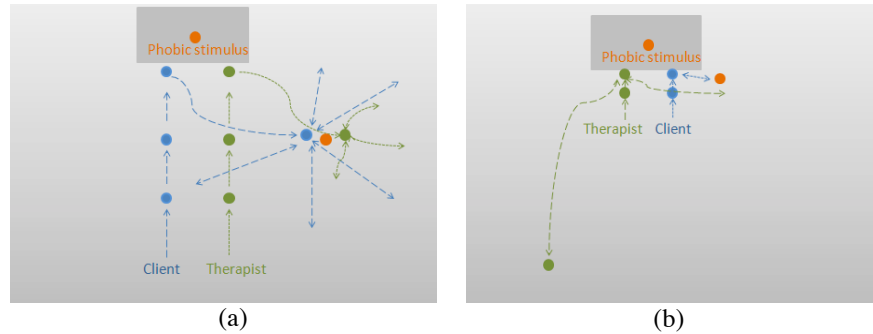 Phobic stimulus
Client Therapist
(a)
Phobic stimulus
Therapist Client
(b)